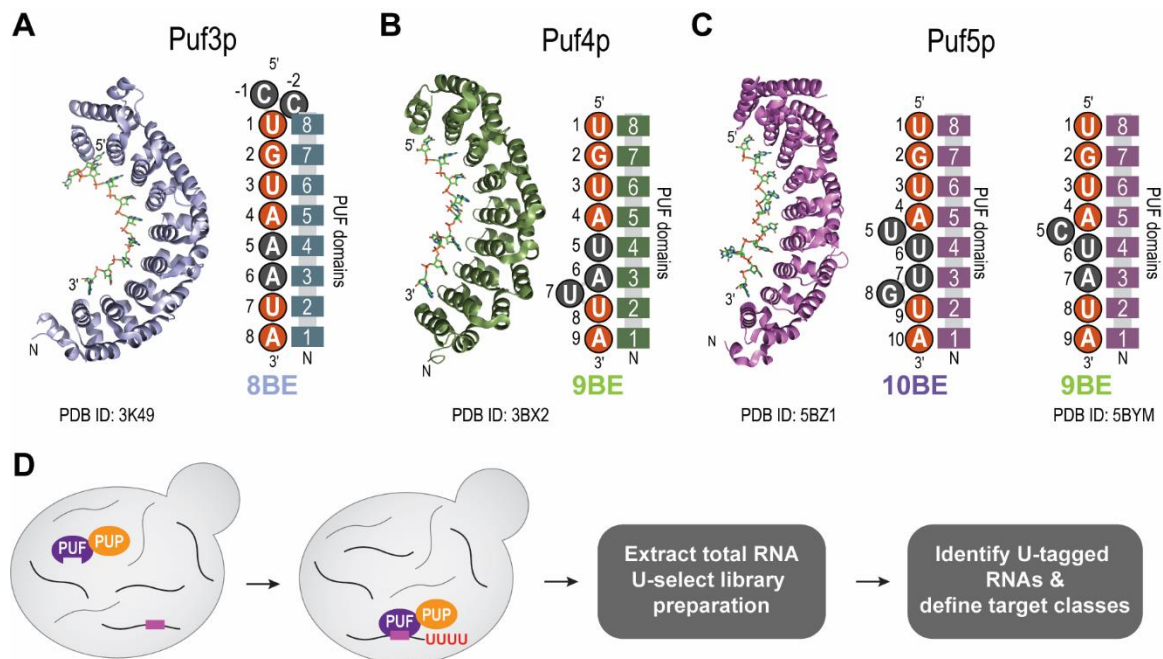 A
Puf3p
5'
-1 C
-2 C
1 U 8
2 G 7
3 U 6
4 A 5
5 A 4
6 A 3
7 U 2
8 A 1
3'
N
PUF domains
8BE
5'
3'
N
PDB ID: 3K49
B
Puf4p
5'
1 U 8
2 G 7
3 U 6
4 A 5
5 U 4
6 A 3
7 U
8 U 2
9 A 1
3'
N
PUF domains
9BE
5'
3'
N
PDB ID: 3BX2
C
Puf5p
5'
1 U 8
2 G 7
3 U 6
4 A 5
5 U
6 U 4
7 U 3
8 G
9 U 2
10 A 1
3'
N
PUF domains
10BE
5'
3'
N
PDB ID: 5BZ1
5'
1 U 8
2 G 7
3 U 6
4 A 5
5 C
6 U 4
7 A 3
8 U 2
9 A 1
3'
N
PUF domains
9BE
PDB ID: 5BYM
D
PUF PUP
PUF PUP
UUUU
Extract total RNA
U-select library
preparation
Identify U-tagged
RNAs &
define target classes